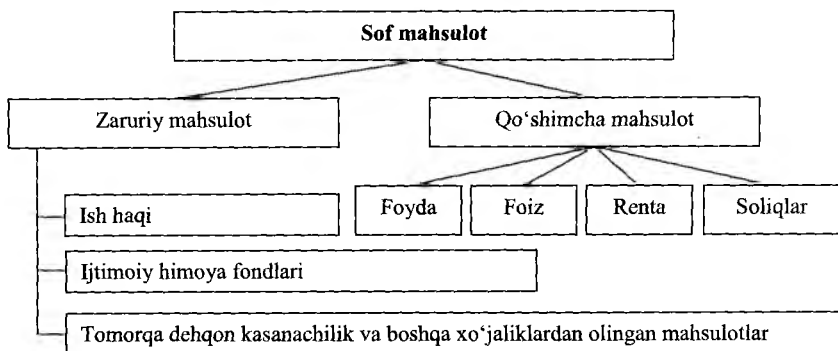 Sof mahsulot
Zaruriy mahsulot
Qo‘shimcha mahsulot
Ish haqi
Foyda
Foiz
Renta
Soliqlar
Ijtimoiy himoya fondlari
Tomorqa dehqon kasanachilik va boshqa xo‘jaliklardan olingan mahsulotlar